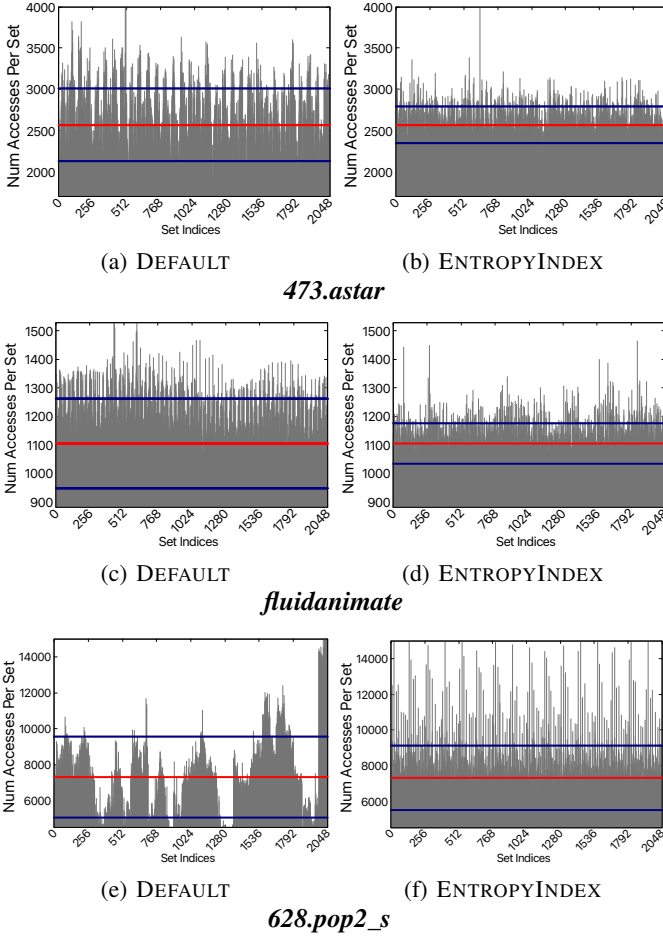 4000
3500
3000
2500
2000
Num Accesses Per Set
0 256 512 768 1024 1280 1536 1792 2048
Set Indices
(a) DEFAULT
4000
3500
3000
2500
2000
Num Accesses Per Set
0 256 512 768 1024 1280 1536 1792 2048
Set Indices
(b) ENTROPYINDEX
473.astar
1500
1400
1300
1200
1100
1000
900
Num Accesses Per Set
0 256 512 768 1024 1280 1536 1792 2048
Set Indices
(c) DEFAULT
1500
1400
1300
1200
1100
1000
900
Num Accesses Per Set
0 256 512 768 1024 1280 1536 1792 2048
Set Indices
(d) ENTROPYINDEX
fluidanimate
14000
12000
10000
8000
6000
Num Accesses Per Set
0 256 512 768 1024 1280 1536 1792 2048
Set Indices
(e) DEFAULT
14000
12000
10000
8000
6000
Num Accesses Per Set
0 256 512 768 1024 1280 1536 1792 2048
Set Indices
(f) ENTROPYINDEX
628.pop2_s